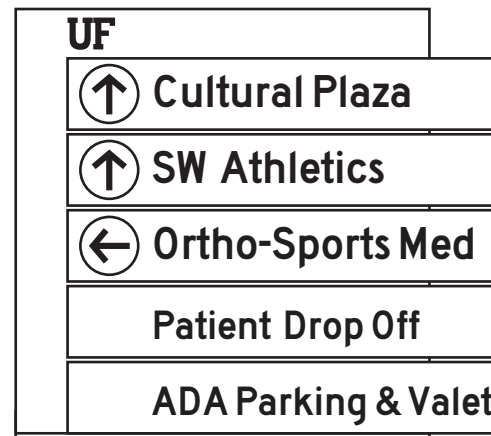 UF
Cultural Plaza
SW Athletics
Ortho-Sports Med
Patient Drop Off
ADA Parking & Valet